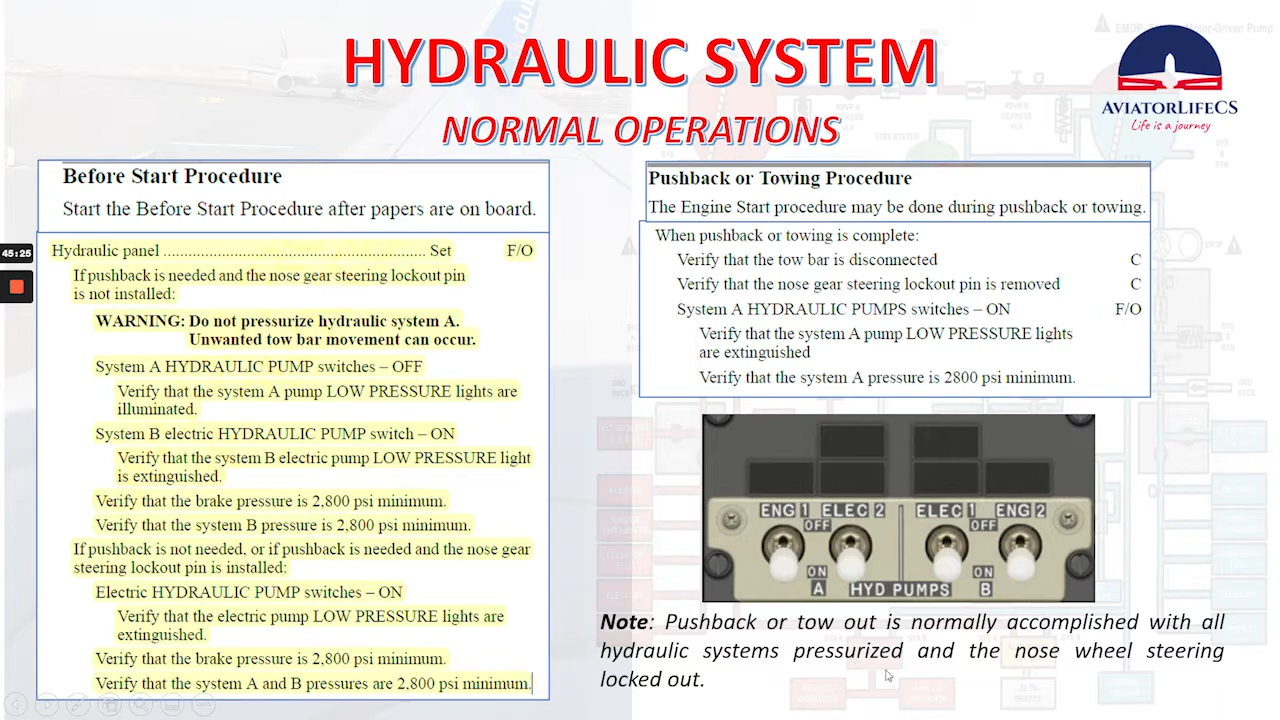 HYDRAULIC SYSTEM
NORMAL OPERATIONS
AVIATORLIFECS
Life is a journey
Before Start Procedure
Start the Before Start Procedure after papers are on board.
Hydraulic panel .............................................................. Set F/O
If pushback is needed and the nose gear steering lockout pin
is not installed:
WARNING: Do not pressurize hydraulic system A.
Unwanted tow bar movement can occur.
System A HYDRAULIC PUMP switches – OFF
Verify that the system A pump LOW PRESSURE lights are
illuminated.
System B electric HYDRAULIC PUMP switch – ON
Verify that the system B electric pump LOW PRESSURE light
is extinguished.
Verify that the brake pressure is 2,800 psi minimum.
Verify that the system B pressure is 2,800 psi minimum.
If pushback is not needed, or if pushback is needed and the nose gear
steering lockout pin is installed:
Electric HYDRAULIC PUMP switches – ON
Verify that the electric pump LOW PRESSURE lights are
extinguished.
Verify that the brake pressure is 2,800 psi minimum.
Verify that the system A and B pressures are 2,800 psi minimum.
45:25
Pushback or Towing Procedure
The Engine Start procedure may be done during pushback or towing.
When pushback or towing is complete:
Verify that the tow bar is disconnected C
Verify that the nose gear steering lockout pin is removed C
System A HYDRAULIC PUMPS switches – ON F/O
Verify that the system A pump LOW PRESSURE lights
are extinguished
Verify that the system A pressure is 2800 psi minimum.
ENG 1 ELEC 2 ELEC 1 ENG 2
OFF OFF
ON ON
A HYD PUMPS B
Note: Pushback or tow out is normally accomplished with all
hydraulic systems pressurized and the nose wheel steering
locked out.